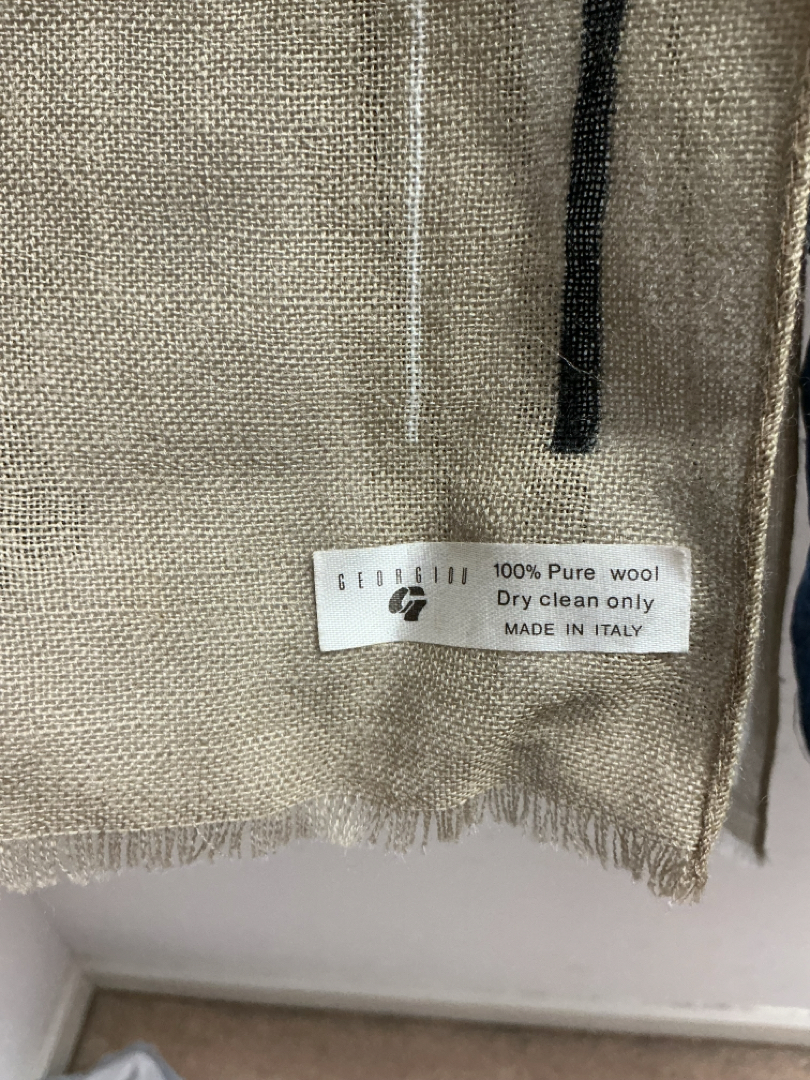 GEORGIOU
G
100% Pure wool
Dry clean only
MADE IN ITALY